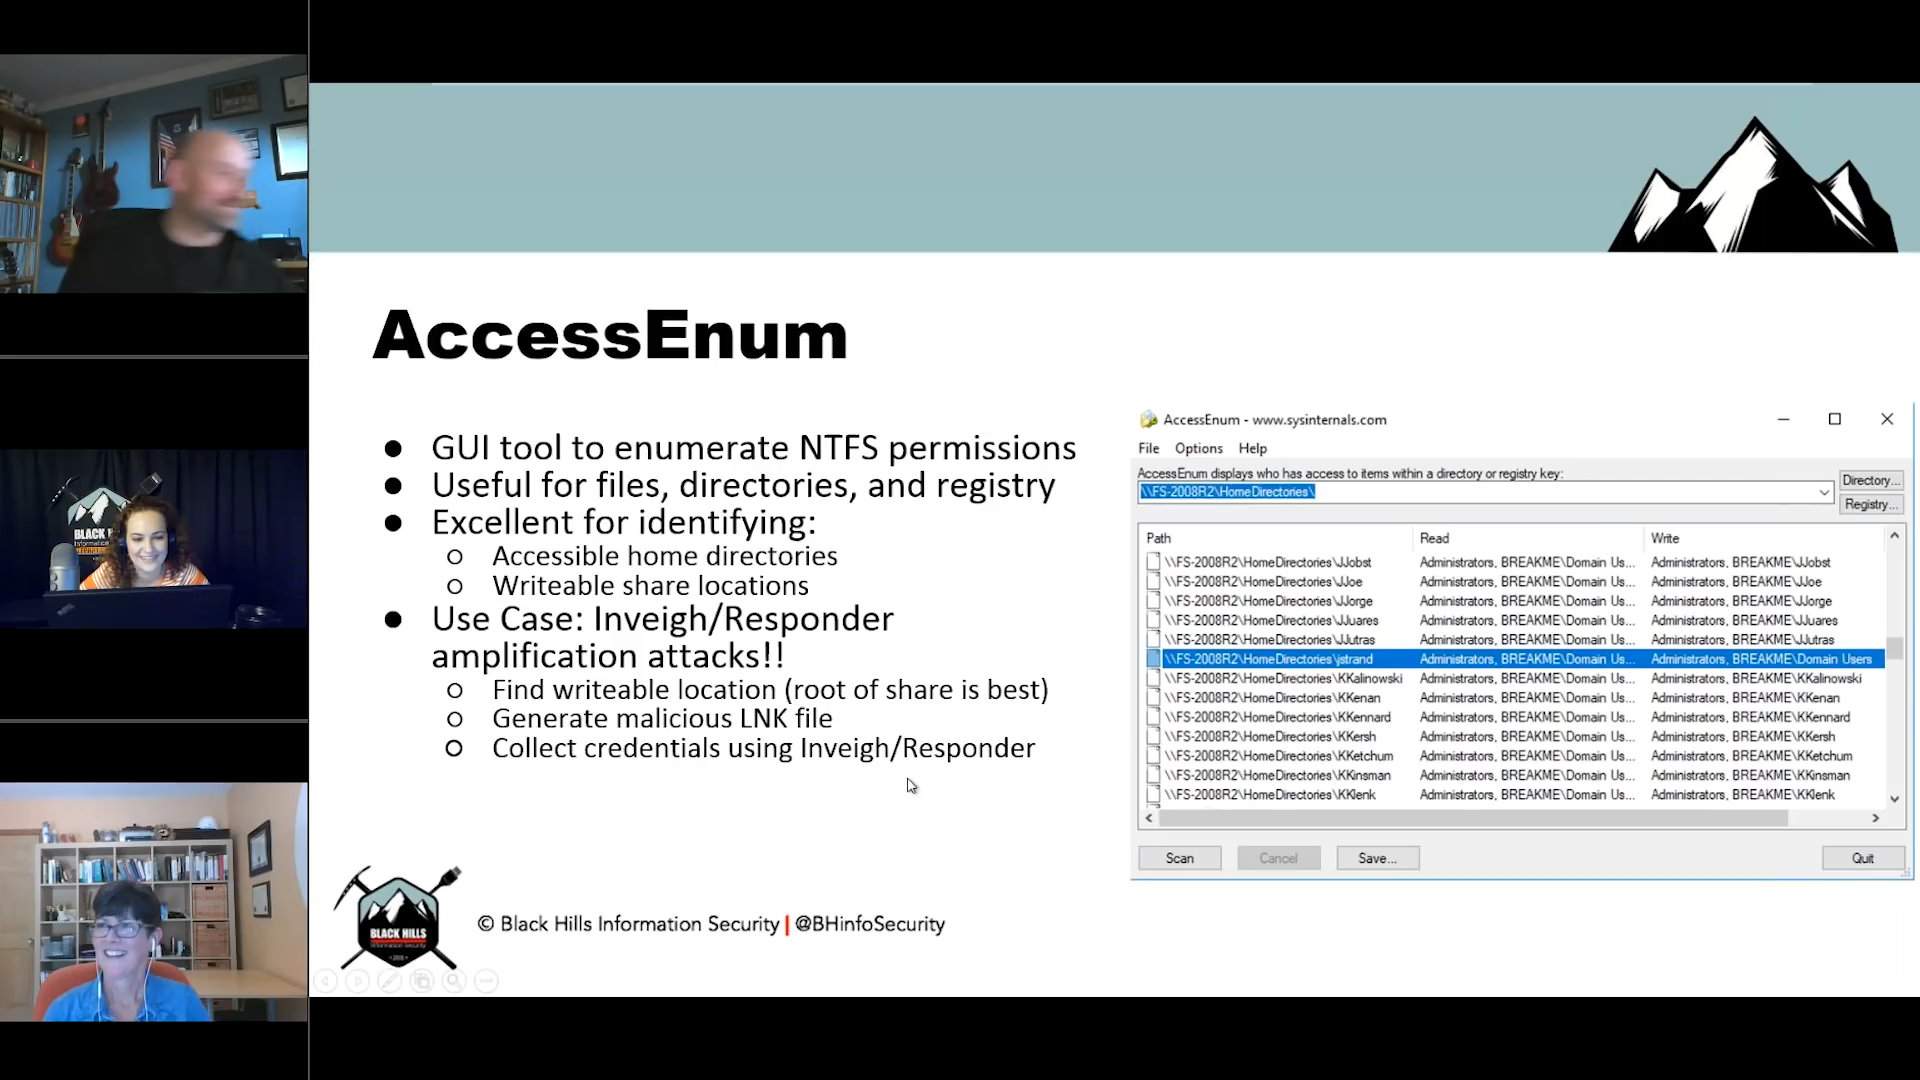 AccessEnum
● GUI tool to enumerate NTFS permissions
● Useful for files, directories, and registry
● Excellent for identifying:
○ Accessible home directories
○ Writeable share locations
● Use Case: Inveigh/Responder
amplification attacks!!
○ Find writeable location (root of share is best)
○ Generate malicious LNK file
○ Collect credentials using Inveigh/Responder
AccessEnum - www.sysinternals.com
File Options Help
AccessEnum displays who has access to items within a directory or registry key:
\\FS-2008R2\HomeDirectories\
Directory...
Registry...
Path Read Write
\\FS-2008R2\HomeDirectories\JJobst Administrators, BREAKME\Domain Us... Administrators, BREAKME\JJobst
\\FS-2008R2\HomeDirectories\JJoe Administrators, BREAKME\Domain Us... Administrators, BREAKME\JJoe
\\FS-2008R2\HomeDirectories\JJorge Administrators, BREAKME\Domain Us... Administrators, BREAKME\JJorge
\\FS-2008R2\HomeDirectories\JJuares Administrators, BREAKME\Domain Us... Administrators, BREAKME\JJuares
\\FS-2008R2\HomeDirectories\JJutras Administrators, BREAKME\Domain Us... Administrators, BREAKME\JJutras
\\FS-2008R2\HomeDirectories\jstrand Administrators, BREAKME\Domain Us... Administrators, BREAKME\Domain Users
\\FS-2008R2\HomeDirectories\KKalinowski Administrators, BREAKME\Domain Us... Administrators, BREAKME\KKalinowski
\\FS-2008R2\HomeDirectories\KKenan Administrators, BREAKME\Domain Us... Administrators, BREAKME\KKenan
\\FS-2008R2\HomeDirectories\KKennard Administrators, BREAKME\Domain Us... Administrators, BREAKME\KKennard
\\FS-2008R2\HomeDirectories\KKersh Administrators, BREAKME\Domain Us... Administrators, BREAKME\KKersh
\\FS-2008R2\HomeDirectories\KKetchum Administrators, BREAKME\Domain Us... Administrators, BREAKME\KKetchum
\\FS-2008R2\HomeDirectories\KKinsman Administrators, BREAKME\Domain Us... Administrators, BREAKME\KKinsman
\\FS-2008R2\HomeDirectories\KKlenk Administrators, BREAKME\Domain Us... Administrators, BREAKME\KKlenk
Scan Cancel Save... Quit
BLACK HILLS
Information Security
© Black Hills Information Security | @BHinfoSecurity
BLACK H